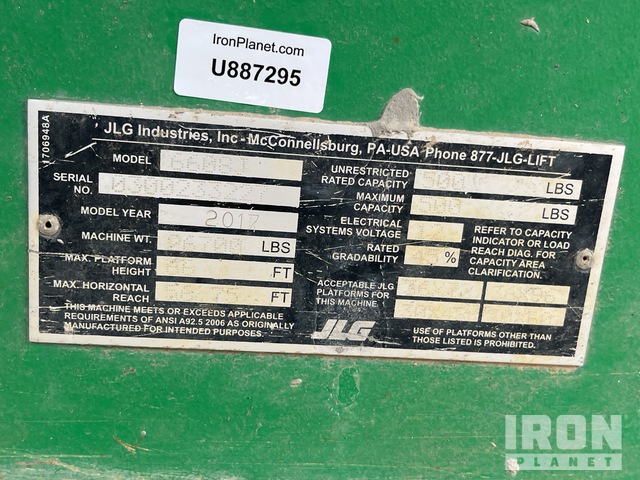 IronPlanet.com
U887295
1706948A
JLG Industries, Inc - McConnellsburg, PA-USA Phone 877-JLG-LIFT
MODEL
SERIAL NO.
MODEL YEAR 2017
MACHINE WT. LBS
MAX. PLATFORM HEIGHT FT
MAX. HORIZONTAL REACH FT
THIS MACHINE MEETS OR EXCEEDS APPLICABLE
REQUIREMENTS OF ANSI A92.5 2006 AS ORIGINALLY
MANUFACTURED FOR INTENDED PURPOSES.
UNRESTRICTED
RATED CAPACITY 500 LBS
MAXIMUM
CAPACITY 500 LBS
ELECTRICAL
SYSTEMS VOLTAGE
RATED
GRADABILITY %
REFER TO CAPACITY
INDICATOR OR LOAD
REACH DIAG. FOR
CAPACITY AREA
CLARIFICATION.
ACCEPTABLE JLG
PLATFORMS FOR
THIS MACHINE
JLG
USE OF PLATFORMS OTHER THAN
THOSE LISTED IS PROHIBITED.
IRON
PLANET